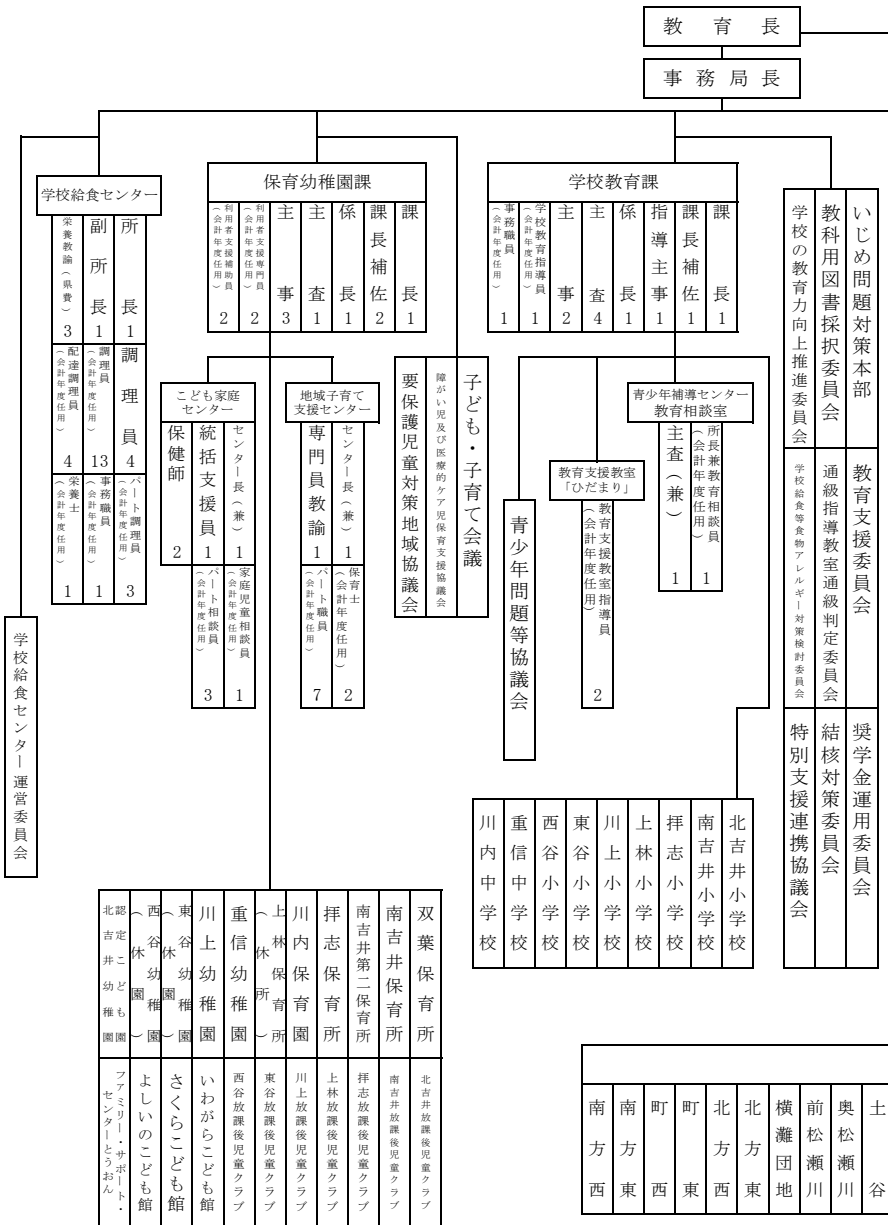 教育長
事務局長
いじめ問題対策本部
教科用図書採択委員会
学校の教育力向上推進委員会
教育支援委員会
通級指導教室通級判定委員会
学校給食等食物アレルギー対策検討委員会
奨学金運用委員会
結核対策委員会
特別支援連携協議会
学校教育課
課長1
課長補佐1
指導主事1
係長1
主査4
主事2
学校教育指導員
(会計年度任用)
1
事務職員
(会計年度任用)
1
青少年補導センター
教育相談室
所長兼教育相談員
(会計年度任用)
1
主査(兼)1
教育支援教室
「ひだまり」
教育支援教室指導員
(会計年度任用)
2
青少年問題等協議会
北吉井小学校
南吉井小学校
拝志小学校
上林小学校
川上小学校
東谷小学校
西谷小学校
重信中学校
川内中学校
保育幼稚園課
課長1
課長補佐2
係長1
主査1
主事3
利用者支援専門員
(会計年度任用)
2
利用者支援補助員
(会計年度任用)
2
子ども・子育て会議
障がい児及び医療的ケア児保育支援協議会
要保護児童対策地域協議会
地域子育て
支援センター
センター長(兼)1
専門員教諭1
保育士
(会計年度任用)
2
パート職員
(会計年度任用)
7
こども家庭
センター
センター長(兼)1
統括支援員1
保健師2
家庭児童相談員
(会計年度任用)
1
パート相談員
(会計年度任用)
3
双葉保育所
南吉井保育所
南吉井第二保育所
拝志保育所
川内保育園
上林保育所
(休所)
重信幼稚園
川上幼稚園
東谷幼稚園
(休園)
西谷幼稚園
(休園)
認定こども園
北吉井幼稚園
北吉井放課後児童クラブ
南吉井放課後児童クラブ
拝志放課後児童クラブ
上林放課後児童クラブ
川上放課後児童クラブ
東谷放課後児童クラブ
西谷放課後児童クラブ
いわがらこども館
さくらこども館
よしいのこども館
ファミリー・サポート・
センターとうおん
学校給食センター
所長1
副所長1
栄養教諭(県費)3
調理員4
調理員
(会計年度任用)
13
配達調理員
(会計年度任用)
4
パート調理員
(会計年度任用)
3
事務職員
(会計年度任用)
1
栄養士
(会計年度任用)
1
学校給食センター運営委員会
土谷
奥松瀬川
前松瀬川
横灘団地
北方東
北方西
町東
町西
南方東
南方西